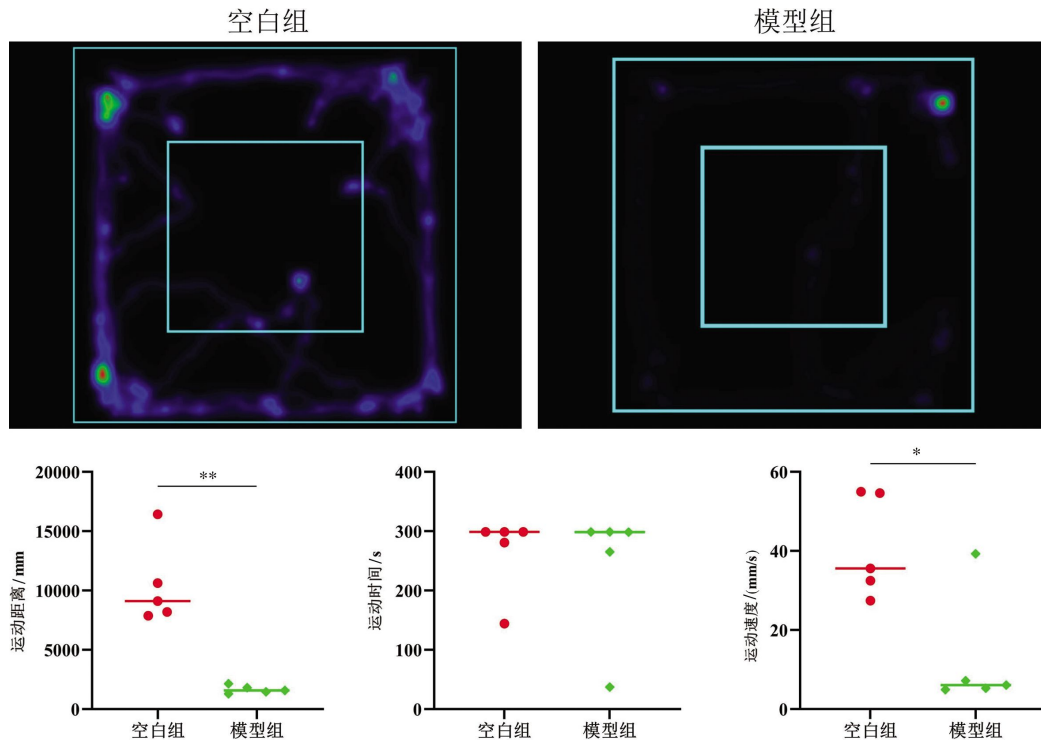 空白组
模型组
20000
15000
10000
5000
0
运动距离/mm
**
空白组
模型组
400
300
200
100
0
运动时间/s
空白组
模型组
60
40
20
0
运动速度/(mm/s)
*
空白组
模型组